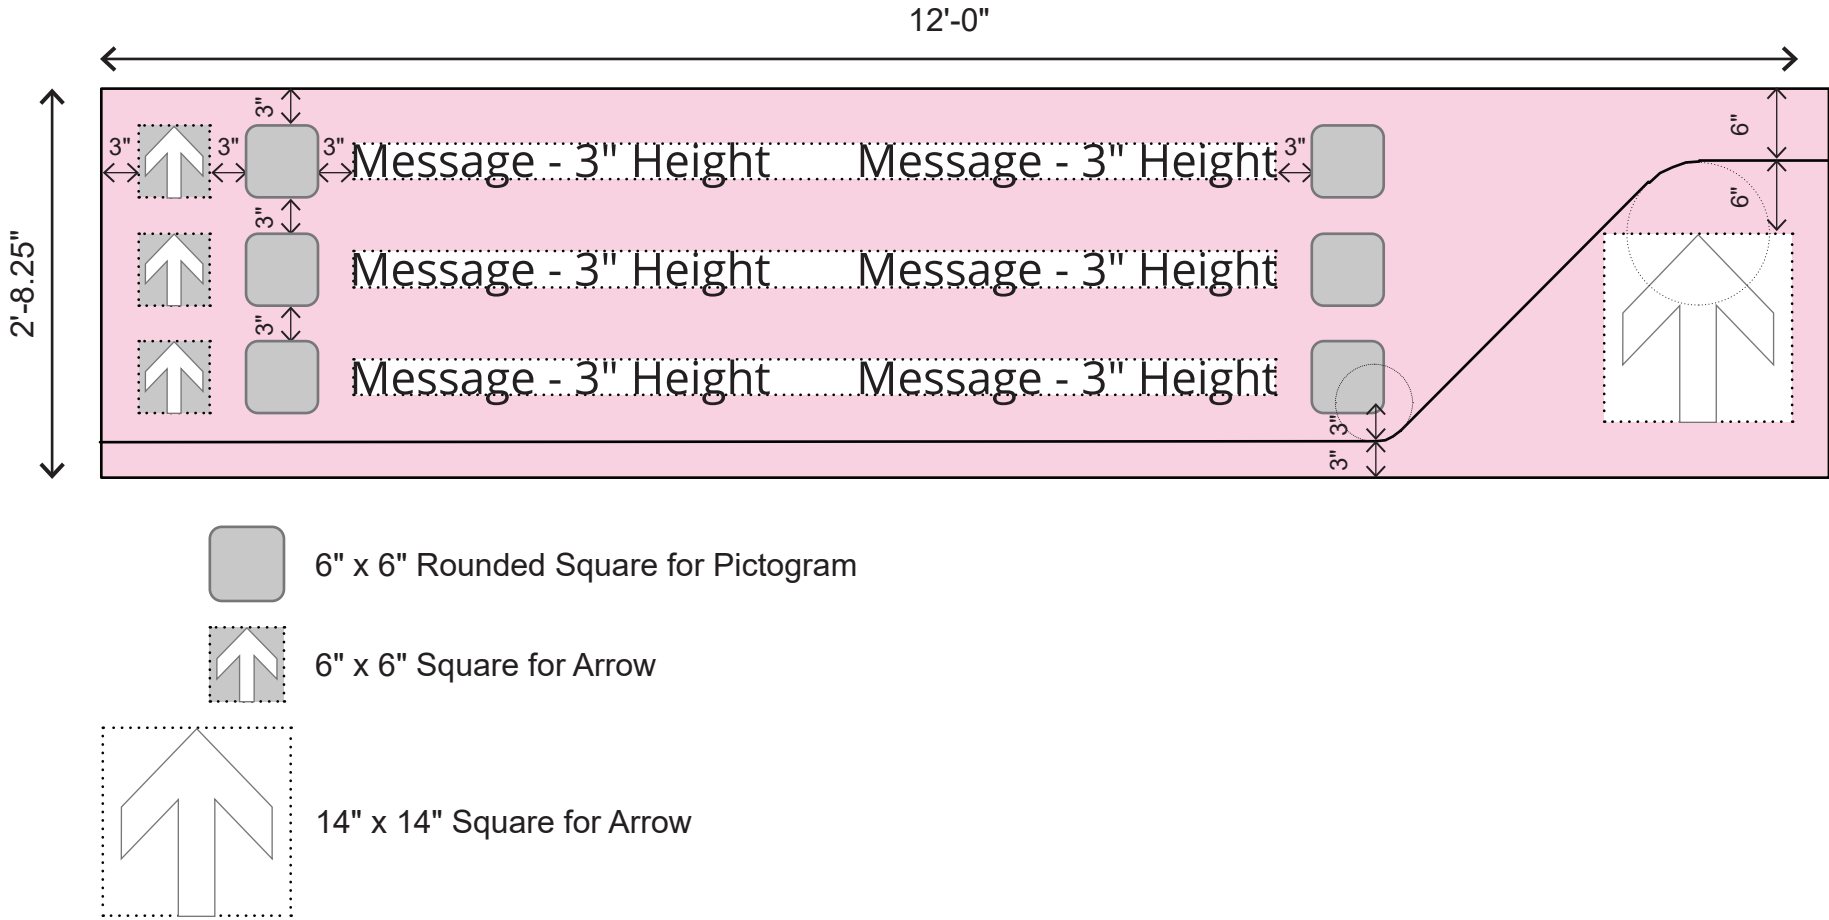 12'-0"
3"
6"
3" 3" 3" Message - 3" Height Message - 3" Height 3"
6"
3"
2'-8.25"
Message - 3" Height Message - 3" Height
3"
Message - 3" Height Message - 3" Height
3"
3"
6" x 6" Rounded Square for Pictogram
6" x 6" Square for Arrow
14" x 14" Square for Arrow